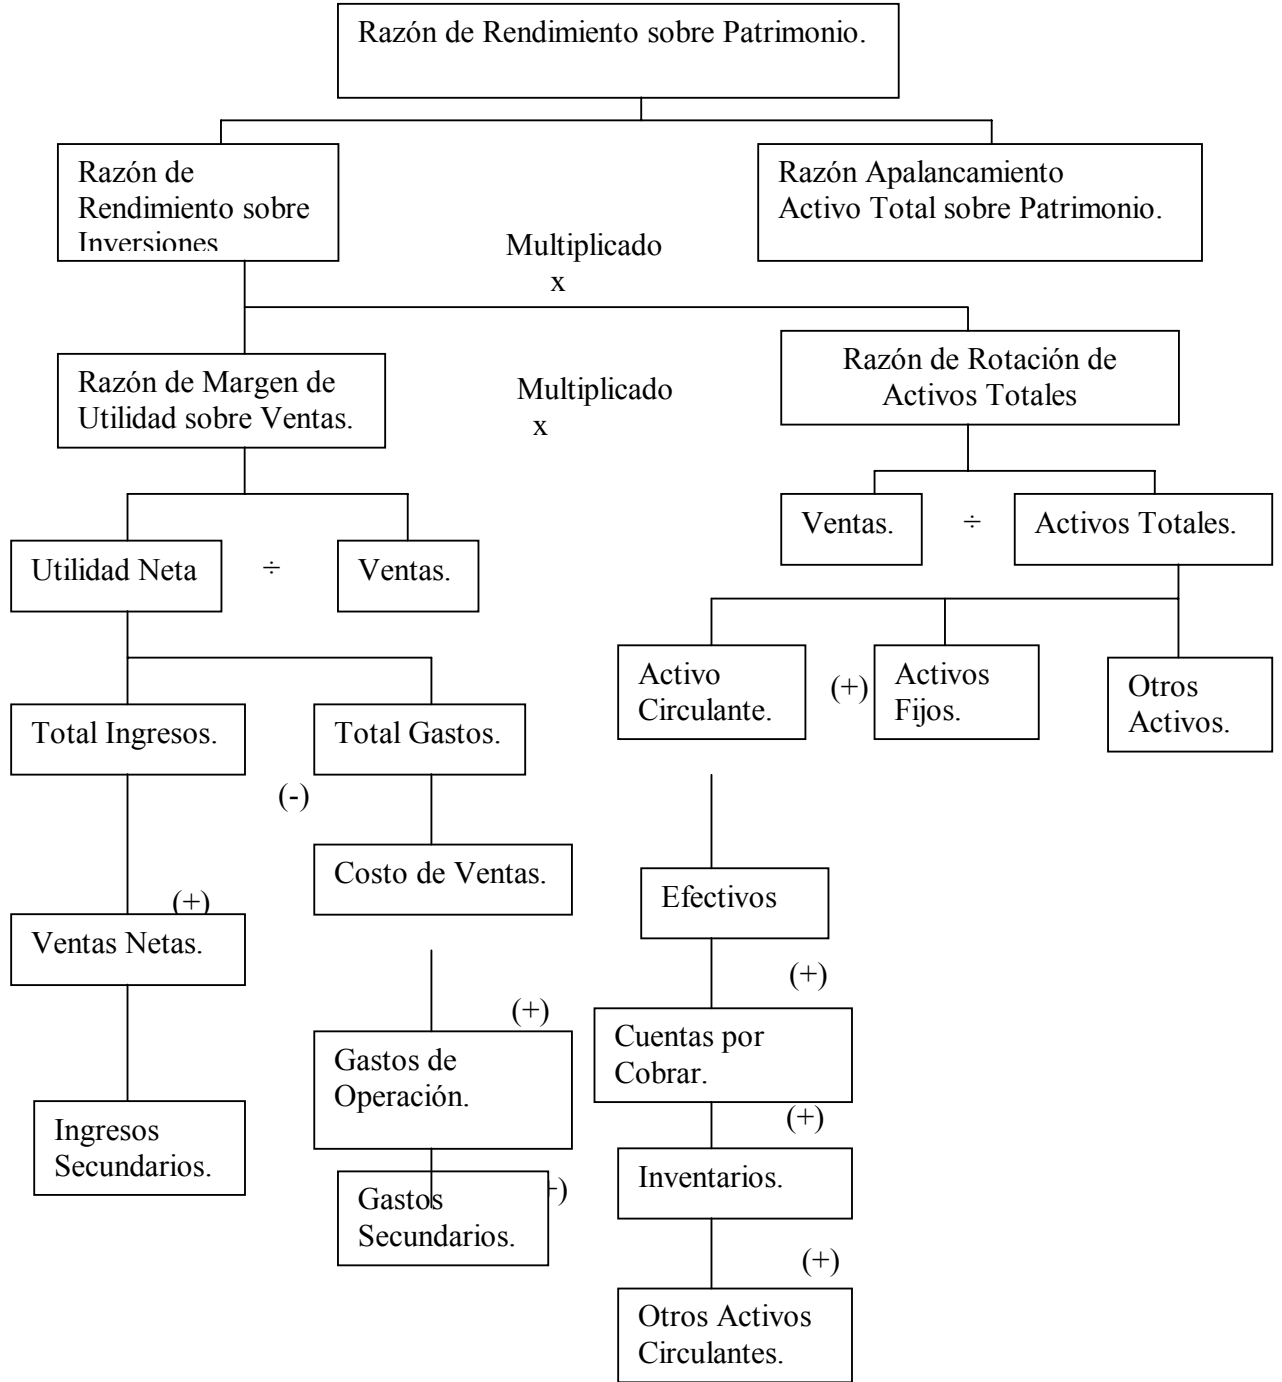 Razón de Rendimiento sobre Patrimonio.
Razón de
Rendimiento sobre
Inversiones
Razón Apalancamiento
Activo Total sobre Patrimonio.
Multiplicado
x
Razón de Margen de
Utilidad sobre Ventas.
Multiplicado
x
Razón de Rotación de
Activos Totales
Utilidad Neta
÷
Ventas.
Ventas.
÷
Activos Totales.
Total Ingresos.
(-)
Total Gastos.
Activo
Circulante.
(+)
Activos
Fijos.
Otros
Activos.
Costo de Ventas.
Efectivos
(+)
Ventas Netas.
(+)
(+)
Gastos de
Operación.
Cuentas por
Cobrar.
(+)
Ingresos
Secundarios.
Gastos
Secundarios.
Inventarios.
(+)
Otros Activos
Circulantes.